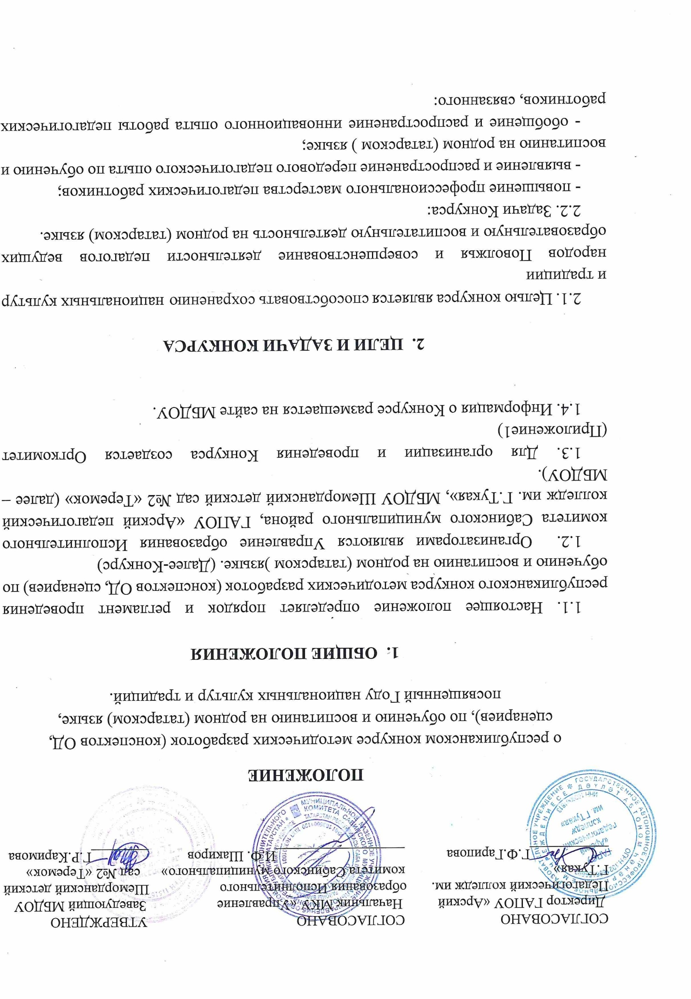 СОГЛАСОВАНО
Директор ГАПОУ «Арский
Педагогический колледж им.
Г.Тукая»
Г.Ф.Гарипова
СОГЛАСОВАНО
Начальник МКУ «Управление
образования Исполнительного
комитета Сабинского муниципального»
И.Ф. Шакиров
УТВЕРЖДЕНО
Заведующий МБДОУ
Шеморданский детский
сад №2 «Теремок»
Г.Р.Каримова
ПОЛОЖЕНИЕ
о республиканском конкурсе методических разработок (конспектов ОД,
сценариев), по обучению и воспитанию на родном (татарском) языке,
посвященный Году национальных культур и традиций.
1. ОБЩИЕ ПОЛОЖЕНИЯ
1.1. Настоящее положение определяет порядок и регламент проведения
республиканского конкурса методических разработок (конспектов ОД, сценариев) по
обучению и воспитанию на родном (татарском )языке. (Далее-Конкурс)
1.2. Организаторами являются Управление образования Исполнительного
комитета Сабинского муниципального района, ГАПОУ «Арский педагогический
колледж им. Г.Тукая», МБДОУ Шеморданский детский сад №2 «Теремок» (далее –
МБДОУ).
1.3. Для организации и проведения Конкурса создается Оргкомитет
(Приложение1)
1.4. Информация о Конкурсе размещается на сайте МБДОУ.
2. ЦЕЛИ И ЗАДАЧИ КОНКУРСА
2.1. Целью конкурса является способствовать сохранению национальных культур
и традиции
народов Поволжья и совершенствование деятельности педагогов ведущих
образовательную и воспитательную деятельность на родном (татарском) языке.
2.2. Задачи Конкурса:
- повышение профессионального мастерства педагогических работников;
- выявление и распространение передового педагогического опыта по обучению и
воспитанию на родном (татарском ) языке;
- обобщение и распространение инновационного опыта работы педагогических
работников, связанного: